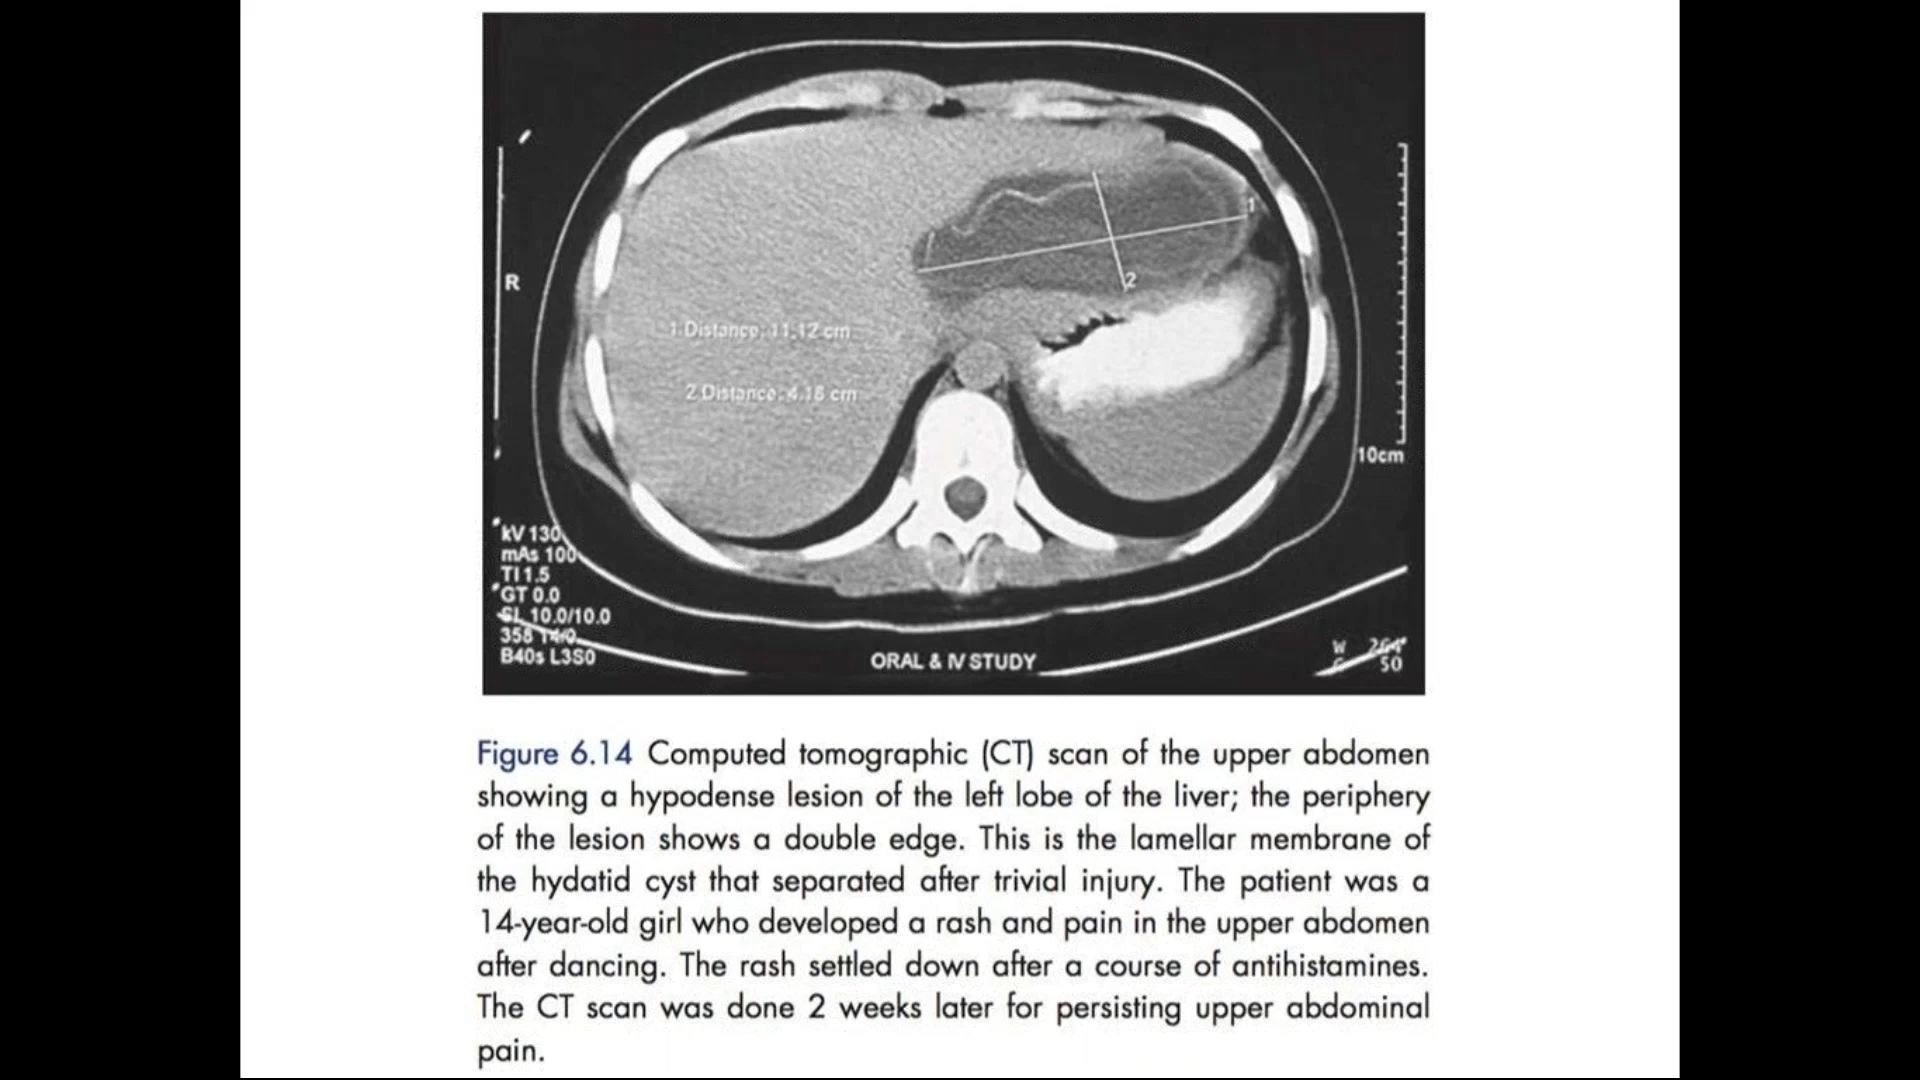 R
1
2
1 Distance: 11.12 cm
2 Distance: 4.18 cm
10cm
kV 130
mAs 100
TI 1.5
GT 0.0
SL 10.0/10.0
358
B40s L3S0
ORAL & IV STUDY
W 264
50
Figure 6.14 Computed tomographic (CT) scan of the upper abdomen
showing a hypodense lesion of the left lobe of the liver; the periphery
of the lesion shows a double edge. This is the lamellar membrane of
the hydatid cyst that separated after trivial injury. The patient was a
14-year-old girl who developed a rash and pain in the upper abdomen
after dancing. The rash settled down after a course of antihistamines.
The CT scan was done 2 weeks later for persisting upper abdominal
pain.